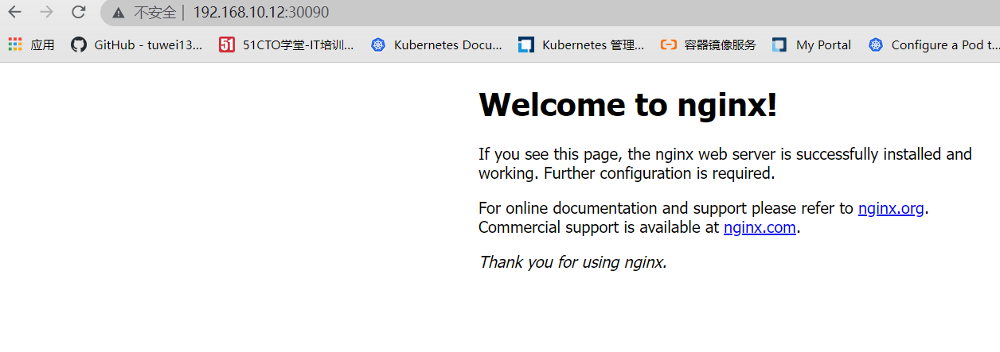 不安全 | 192.168.10.12:30090
应用 GitHub - tuwei13... 51 51CTO学堂-IT培训... Kubernetes Docu... Kubernetes 管理... 容器镜像服务 My Portal Configure a Pod t...
Welcome to nginx!
If you see this page, the nginx web server is successfully installed and
working. Further configuration is required.
For online documentation and support please refer to nginx.org.
Commercial support is available at nginx.com.
Thank you for using nginx.